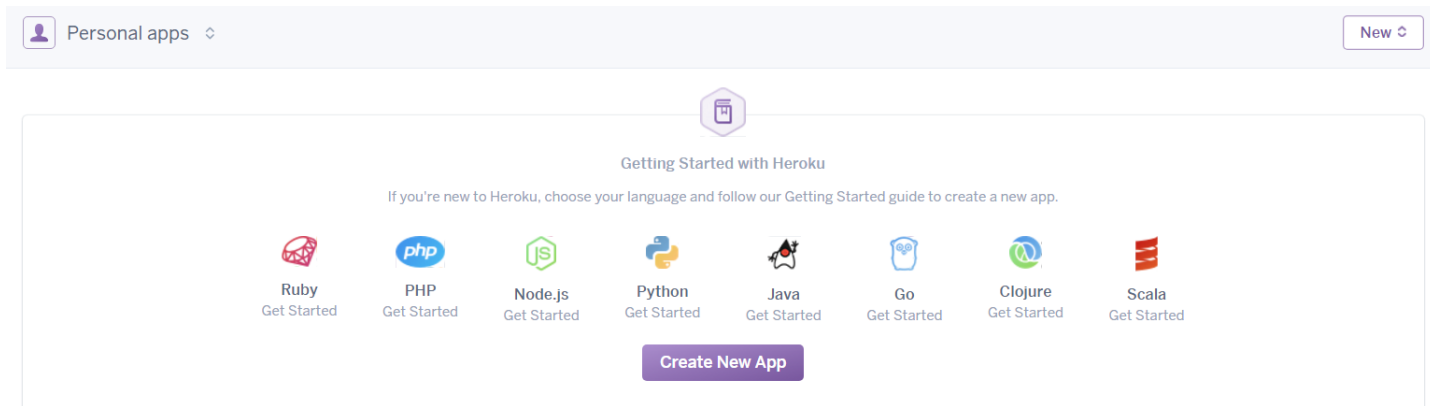 Personal apps
New
Getting Started with Heroku
If you're new to Heroku, choose your language and follow our Getting Started guide to create a new app.
php
JS
Ruby
PHP
Node.js
Python
Java
Go
Clojure
Scala
Get Started
Get Started
Get Started
Get Started
Get Started
Get Started
Get Started
Get Started
Create New App